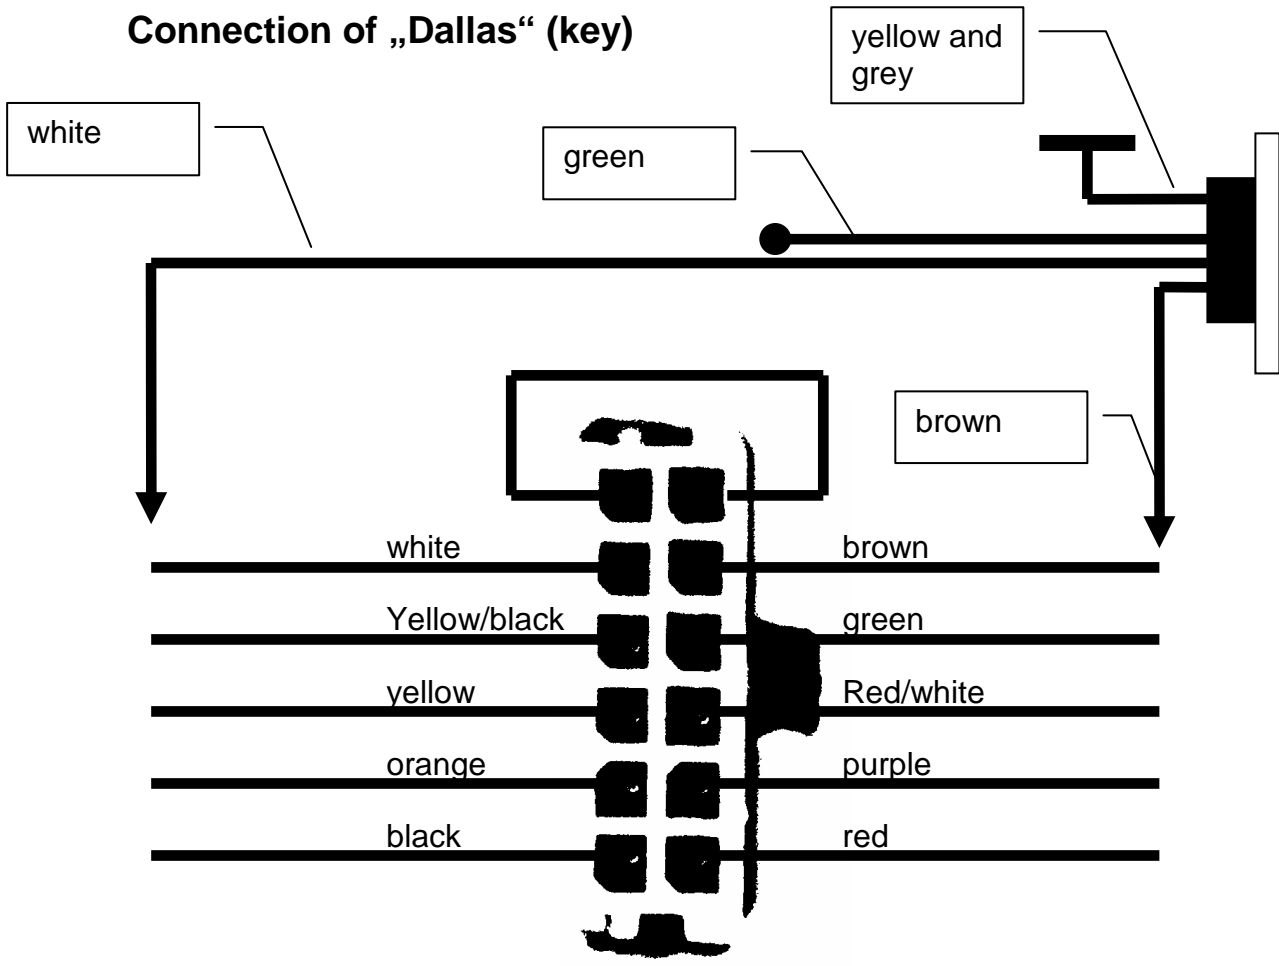 Connection of „Dallas“ (key)
yellow and
grey
white
green
brown
white
brown
Yellow/black
green
yellow
Red/white
orange
purple
black
red